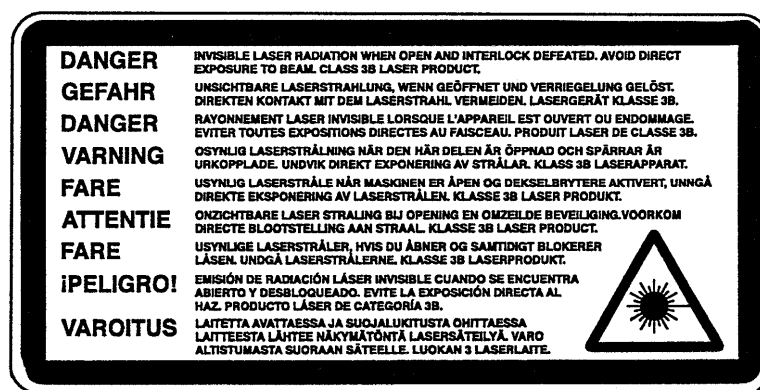 DANGER INVISIBLE LASER RADIATION WHEN OPEN AND INTERLOCK DEFEATED. AVOID DIRECT
EXPOSURE TO BEAM. CLASS 3B LASER PRODUCT.
GEFAHR UNSICHTBARE LASERSTRAHLUNG, WENN GEÖFFNET UND VERRIEGELUNG GELÖST.
DIREKTEN KONTAKT MIT DEM LASERSTRAHL VERMEIDEN. LASERGERÄT KLASSE 3B.
DANGER RAYONNEMENT LASER INVISIBLE LORSQUE L'APPAREIL EST OUVERT OU ENDOMMAGE.
EVITER TOUTES EXPOSITIONS DIRECTES AU FAISCEAU. PRODUIT LASER DE CLASSE 3B.
VARNING OSYNLIG LASERSTRÅLNING NÄR DEN HÄR DELEN ÄR ÖPPNAD OCH SPÄRRAR ÄR
URKOPPLADE. UNDVIK DIREKT EXPONERING AV STRÅLAR. KLASS 3B LASERAPPARAT.
FARE USYNLIG LASERSTRÅLE NÅR MASKINEN ER ÅPEN OG DEKSELBRYTERE AKTIVERT, UNNGÅ
DIREKTE EKSPONERING AV LASERSTRÅLEN. KLASSE 3B LASER PRODUKT.
ATTENTIE ONZICHTBARE LASER STRALING BIJ OPENING EN OMZEILDE BEVEILIGING.VOORKOM
DIRECTE BLOOTSTELLING AAN STRAAL. KLASSE 3B LASER PRODUCT.
FARE USYNLIGE LASERSTRÅLER, HVIS DU ÅBNER OG SAMTIDIGT BLOKERER
LÅSEN. UNDGÅ LASERSTRÅLERNE. KLASSE 3B LASERPRODUKT.
¡PELIGRO! EMISIÓN DE RADIACIÓN LÁSER INVISIBLE CUANDO SE ENCUENTRA
ABIERTO Y DESBLOQUEADO. EVITE LA EXPOSICIÓN DIRECTA AL
HAZ. PRODUCTO LÁSER DE CATEGORÍA 3B.
VAROITUS LAITETTA AVATTAESSA JA SUOJALUKITUSTA OHITTAESSA
LAITTEESTA LÄHTEE NÄKYMÄTÖNTÄ LASERSÄTEILYÄ. VARO
ALTISTUMASTA SUORAAN SÄTEELLE. LUOKAN 3 LASERLAITE.